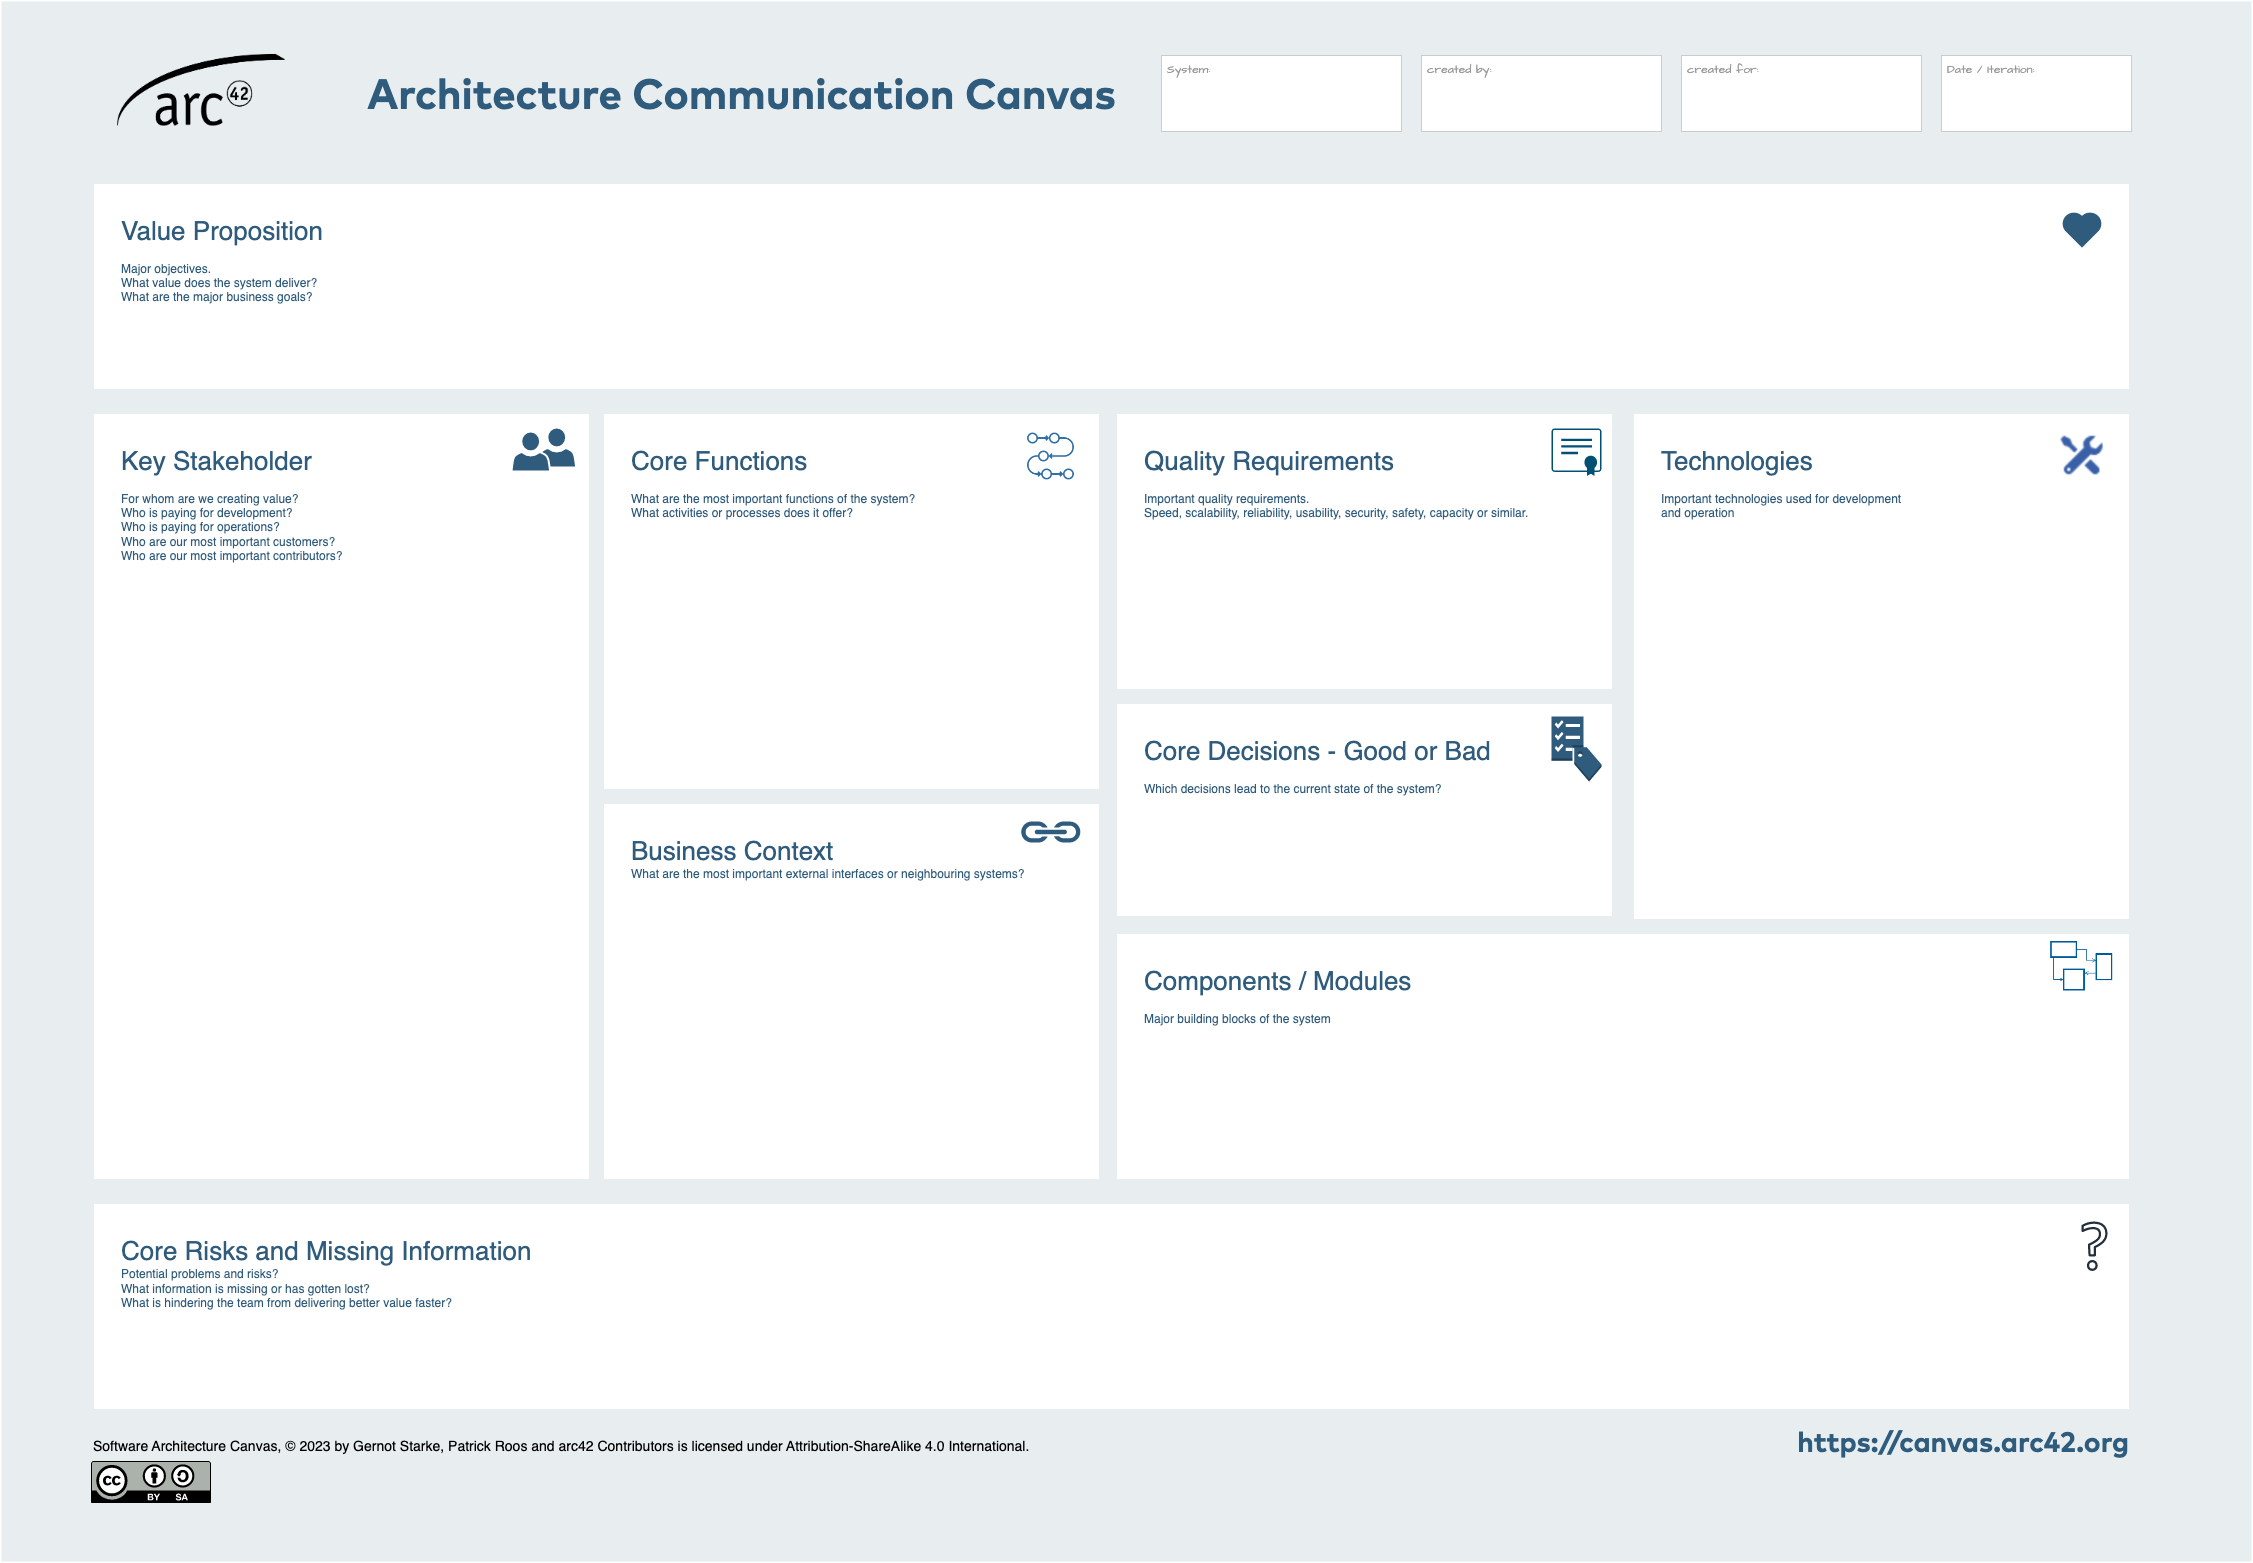 arc42
Architecture Communication Canvas
System:
created by:
created for:
Date / Iteration:
Value Proposition
Major objectives.
What value does the system deliver?
What are the major business goals?
Key Stakeholder
For whom are we creating value?
Who is paying for development?
Who is paying for operations?
Who are our most important customers?
Who are our most important contributors?
Core Functions
What are the most important functions of the system?
What activities or processes does it offer?
Quality Requirements
Important quality requirements.
Speed, scalability, reliability, usability, security, safety, capacity or similar.
Technologies
Important technologies used for development
and operation
Core Decisions - Good or Bad
Which decisions lead to the current state of the system?
Business Context
What are the most important external interfaces or neighbouring systems?
Components / Modules
Major building blocks of the system
Core Risks and Missing Information
Potential problems and risks?
What information is missing or has gotten lost?
What is hindering the team from delivering better value faster?
?
Software Architecture Canvas, © 2023 by Gernot Starke, Patrick Roos and arc42 Contributors is licensed under Attribution-ShareAlike 4.0 International.
https://canvas.arc42.org
cc
BY SA